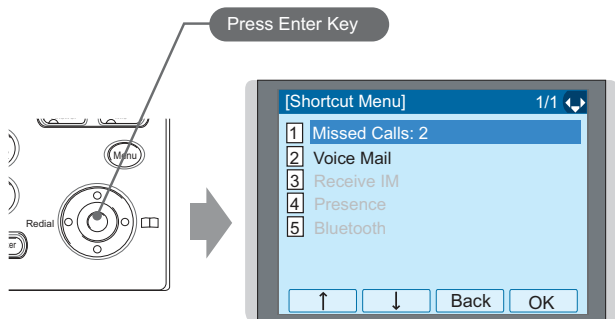 Press Enter Key
Menu
Redial
er
[Shortcut Menu] 1/1
1 Missed Calls: 2
2 Voice Mail
3 Receive IM
4 Presence
5 Bluetooth
↑ ↓ Back OK